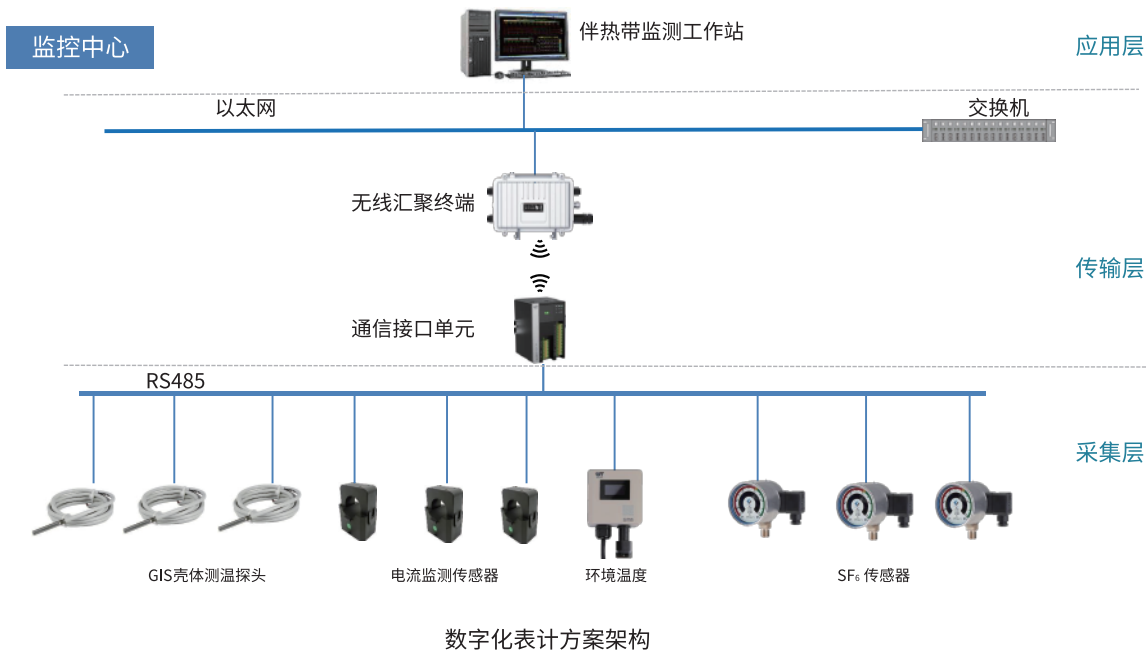 监控中心
伴热带监测工作站
应用层
以太网
交换机
无线汇聚终端
传输层
通信接口单元
RS485
采集层
GIS壳体测温探头
电流监测传感器
环境温度
SF₆ 传感器
数字化表计方案架构